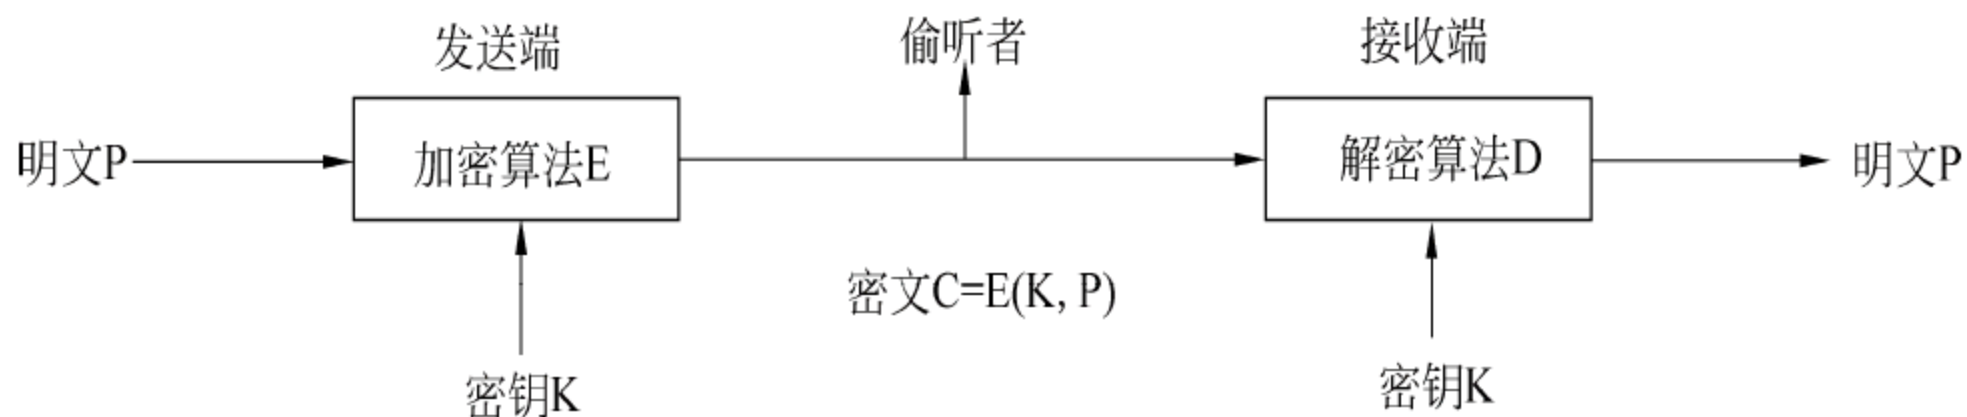 发送端
偷听者
接收端
明文P
加密算法E
解密算法D
明文P
密文C=E(K, P)
密钥K
密钥K